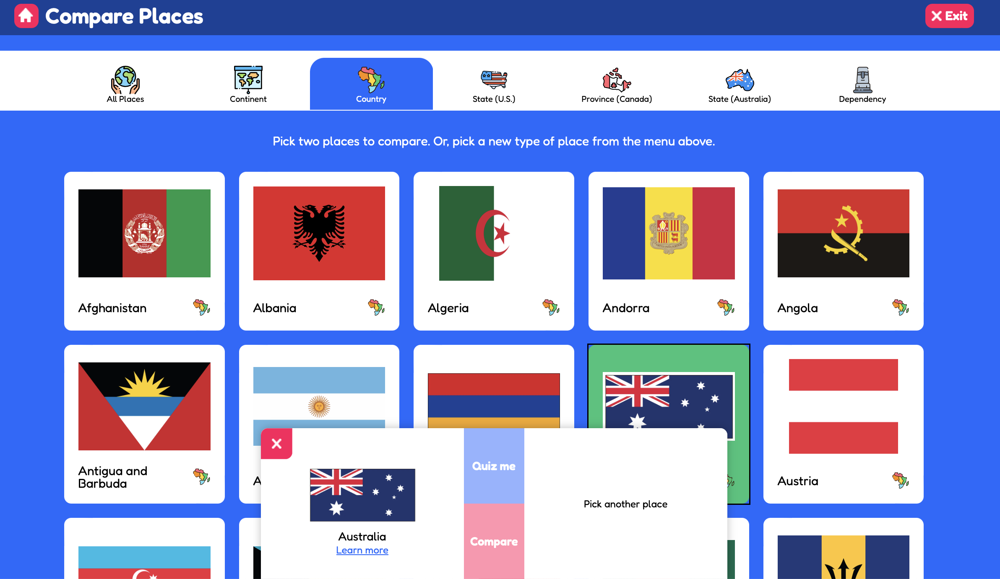 Compare Places
Exit
All Places
Continent
Country
State (U.S.)
Province (Canada)
State (Australia)
Dependency
Pick two places to compare. Or, pick a new type of place from the menu above.
Afghanistan
Albania
Algeria
Andorra
Angola
Antigua and
Barbuda
A
Austria
Quiz me
Pick another place
Australia
Learn more
Compare